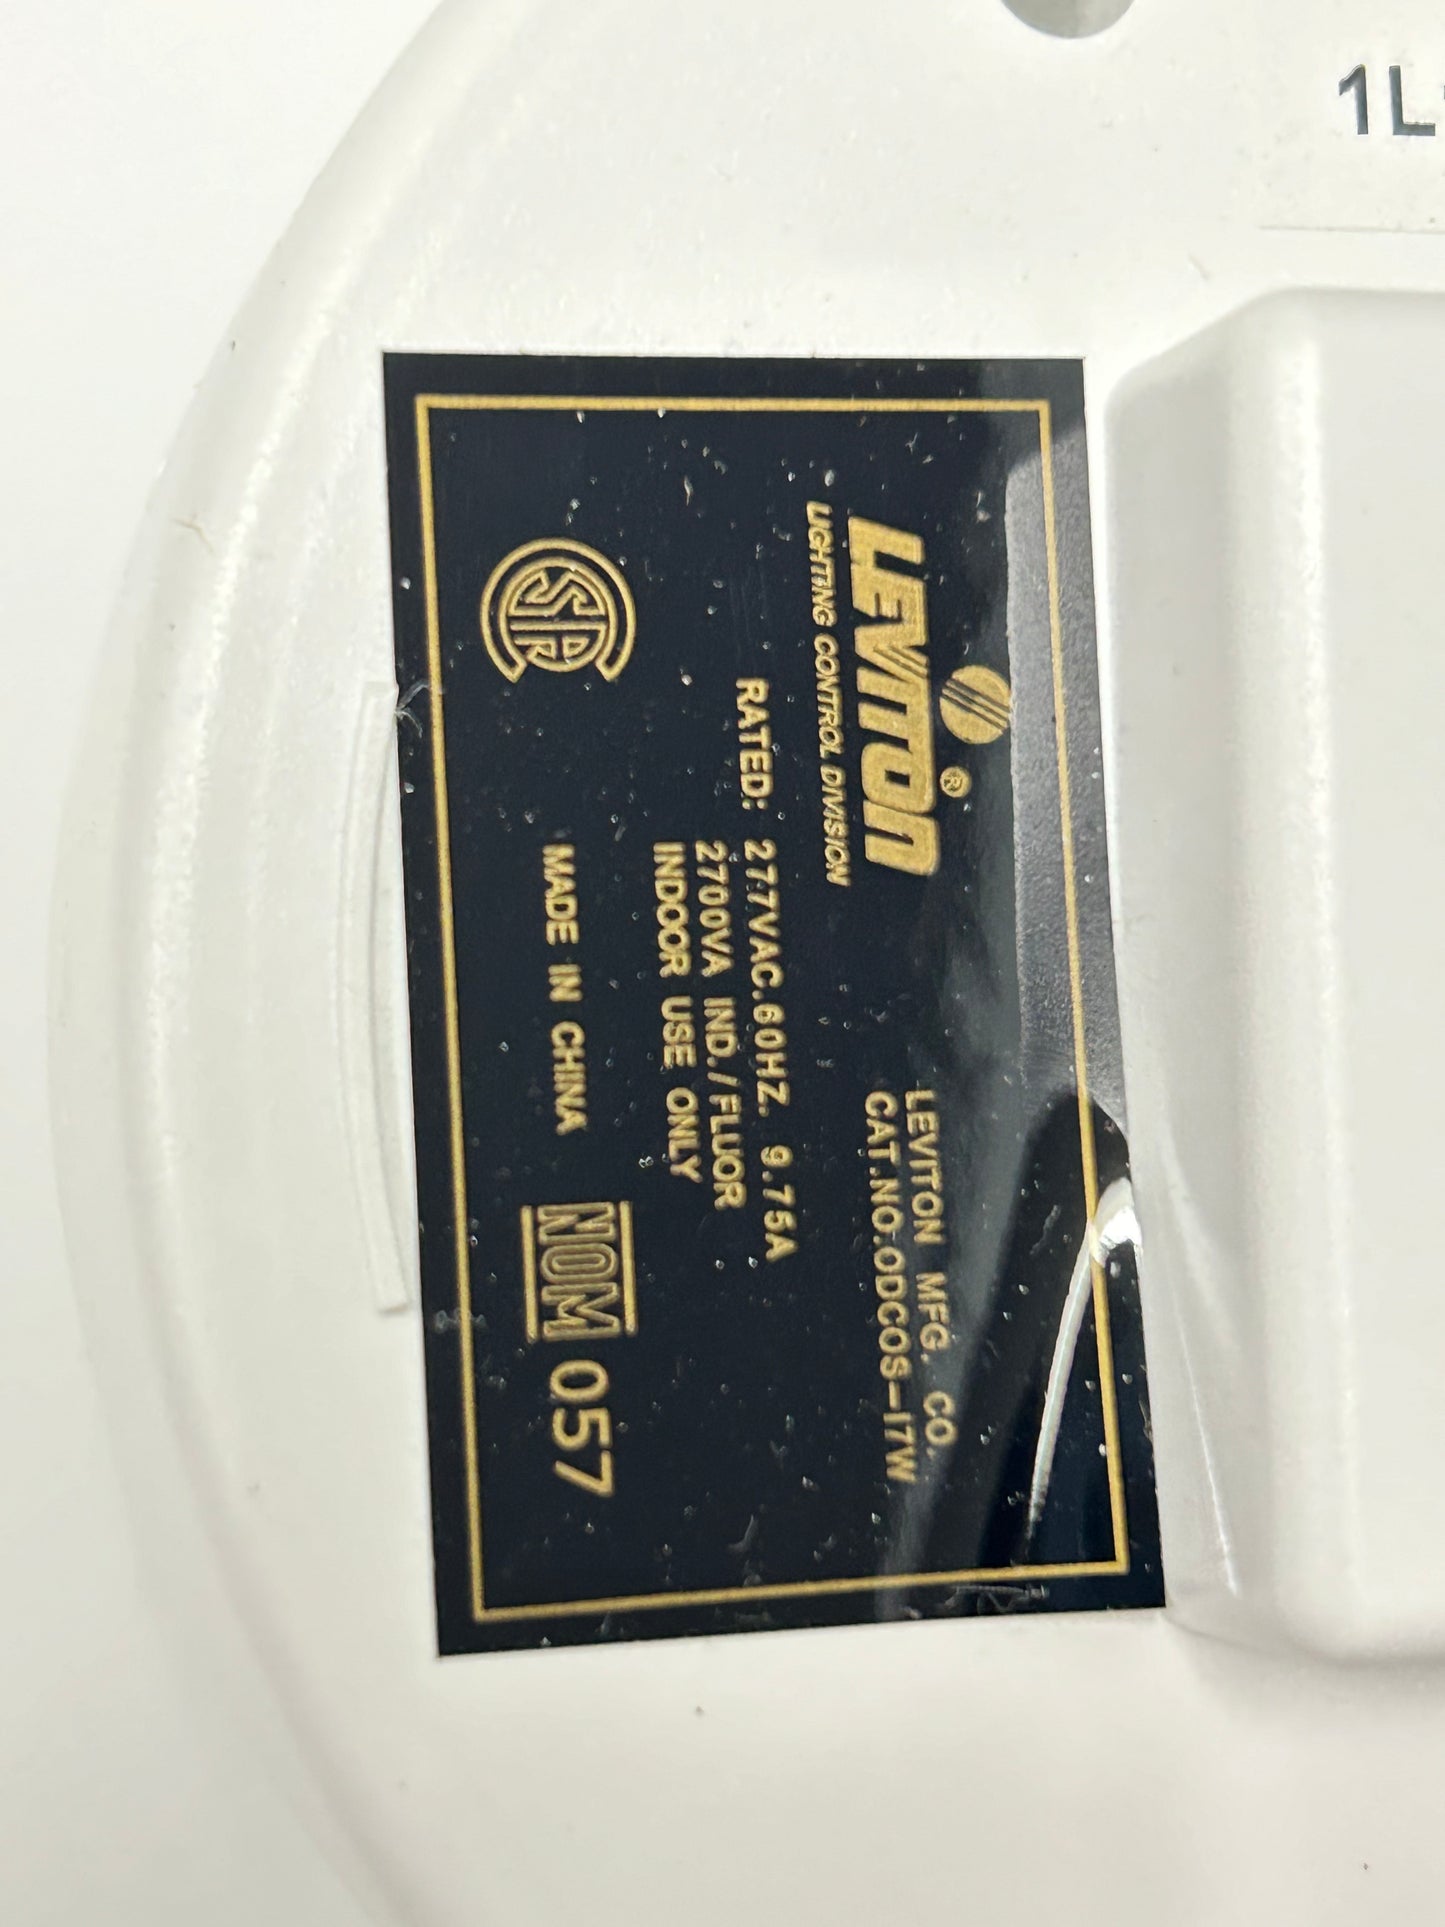 1L
LEVITON®
LIGHTING CONTROL DIVISION
LEVITON MFG. CO.
CAT.NO.ODC0S-I7W
RATED: 277VAC.60HZ. 9.75A
2700VA IND./FLUOR
INDOOR USE ONLY
MADE IN CHINA
NOM 057